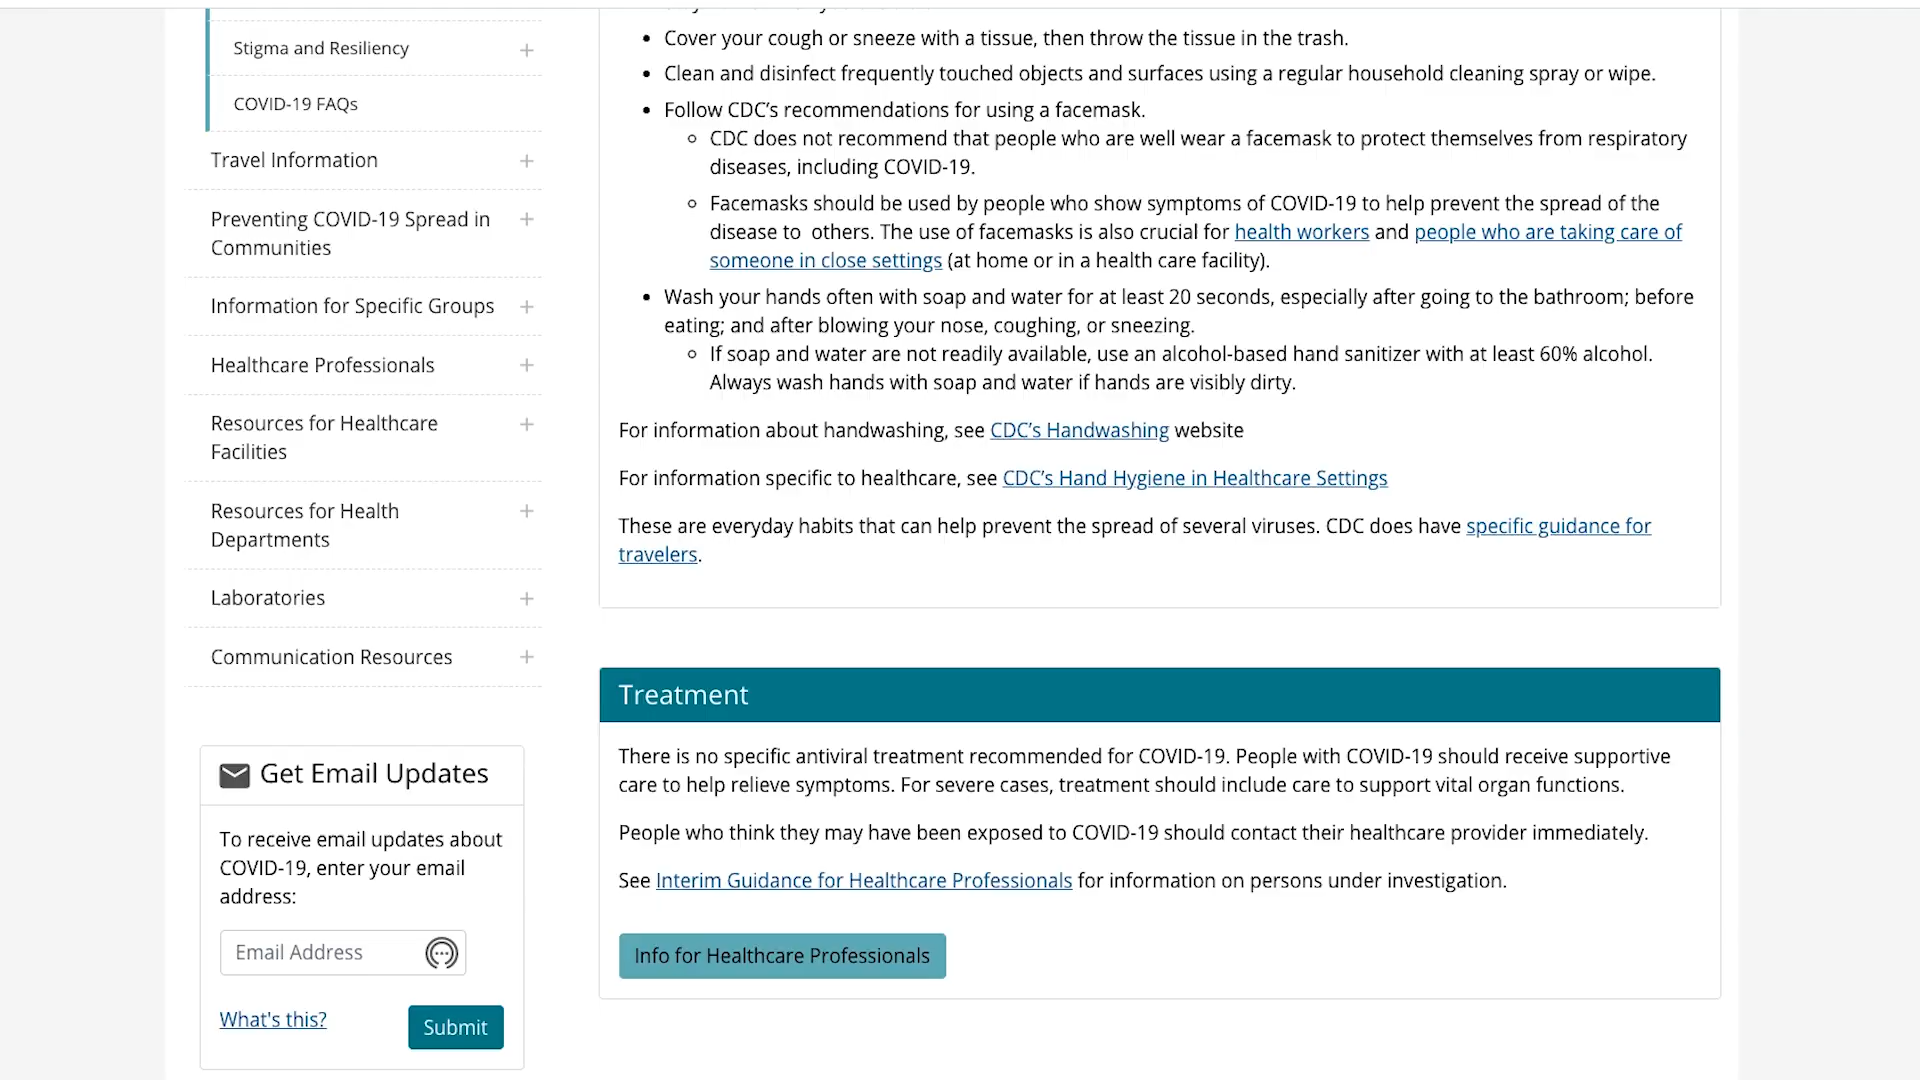 Stigma and Resiliency
COVID-19 FAQs
Travel Information
Preventing COVID-19 Spread in
Communities
Information for Specific Groups
Healthcare Professionals
Resources for Healthcare
Facilities
Resources for Health
Departments
Laboratories
Communication Resources
Get Email Updates
To receive email updates about
COVID-19, enter your email
address:
Email Address
What's this?
Submit
• Cover your cough or sneeze with a tissue, then throw the tissue in the trash.
• Clean and disinfect frequently touched objects and surfaces using a regular household cleaning spray or wipe.
• Follow CDC’s recommendations for using a facemask.
◦ CDC does not recommend that people who are well wear a facemask to protect themselves from respiratory
diseases, including COVID-19.
◦ Facemasks should be used by people who show symptoms of COVID-19 to help prevent the spread of the
disease to  others. The use of facemasks is also crucial for health workers and people who are taking care of
someone in close settings (at home or in a health care facility).
• Wash your hands often with soap and water for at least 20 seconds, especially after going to the bathroom; before
eating; and after blowing your nose, coughing, or sneezing.
◦ If soap and water are not readily available, use an alcohol-based hand sanitizer with at least 60% alcohol.
Always wash hands with soap and water if hands are visibly dirty.
For information about handwashing, see CDC’s Handwashing website
For information specific to healthcare, see CDC’s Hand Hygiene in Healthcare Settings
These are everyday habits that can help prevent the spread of several viruses. CDC does have specific guidance for
travelers.
Treatment
There is no specific antiviral treatment recommended for COVID-19. People with COVID-19 should receive supportive
care to help relieve symptoms. For severe cases, treatment should include care to support vital organ functions.
People who think they may have been exposed to COVID-19 should contact their healthcare provider immediately.
See Interim Guidance for Healthcare Professionals for information on persons under investigation.
Info for Healthcare Professionals